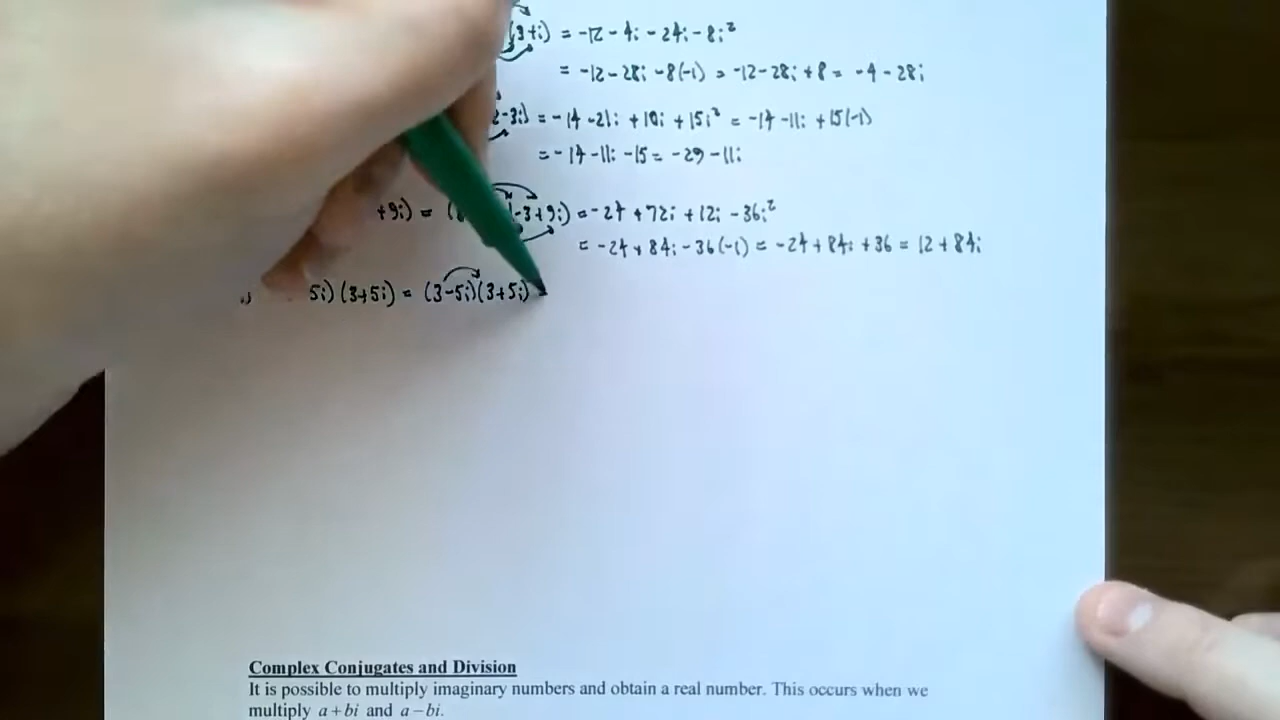 (3+i) = -12 - 4i - 24i - 8i²
= -12 - 28i - 8(-1) = -12 - 28i + 8 = -4 - 28i
-3i) = -14 - 21i + 10i + 15i² = -14 - 11i + 15(-1)
= -14 - 11i - 15 = -29 - 11i
+9i) = ( -3+9i) = -24 + 72i + 12i - 36i²
= -24 + 84i - 36(-1) = -24 + 84i + 36 = 12 + 84i
5i)(3+5i) = (3-5i)(3+5i)
Complex Conjugates and Division
It is possible to multiply imaginary numbers and obtain a real number. This occurs when we
multiply a+bi and a-bi.